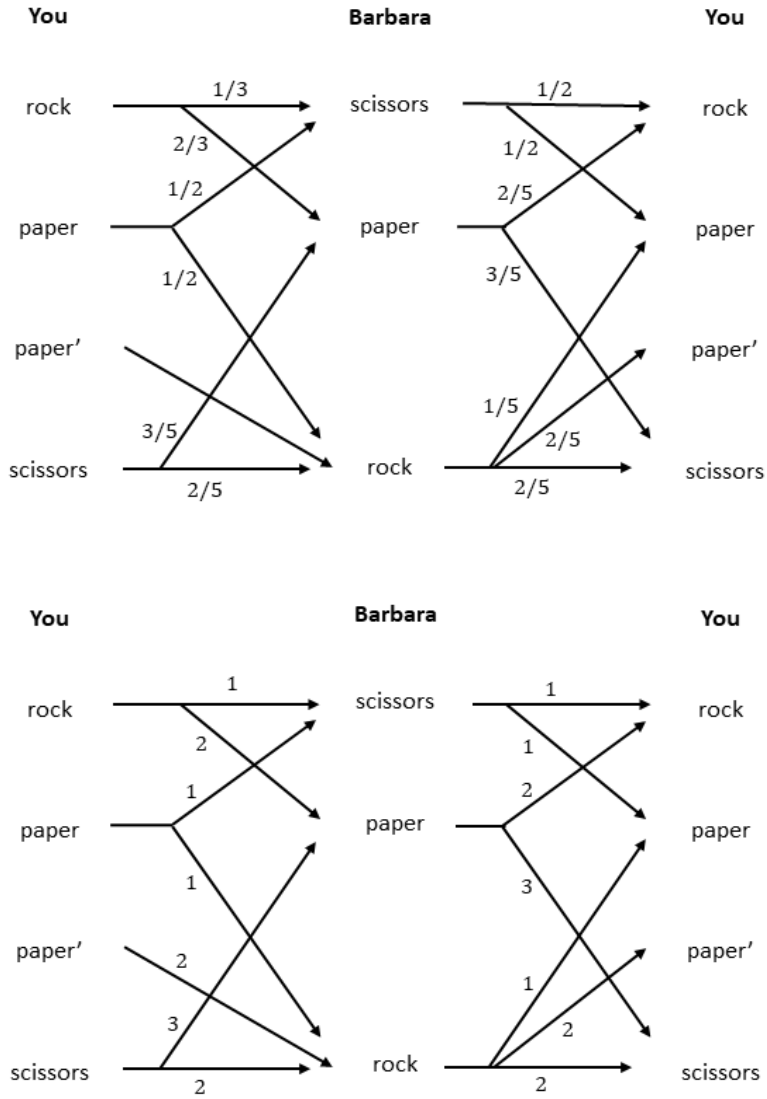 You Barbara You
1/3 1/2
rock scissors rock
2/3 1/2
1/2 2/5
paper paper paper
1/2 3/5
paper′ paper′
3/5 1/5 2/5
scissors rock scissors
2/5 2/5
You Barbara You
1 1
rock scissors rock
2 1
1 2
paper paper paper
1 3
paper′ paper′
2 1
3 2
scissors rock scissors
2 2